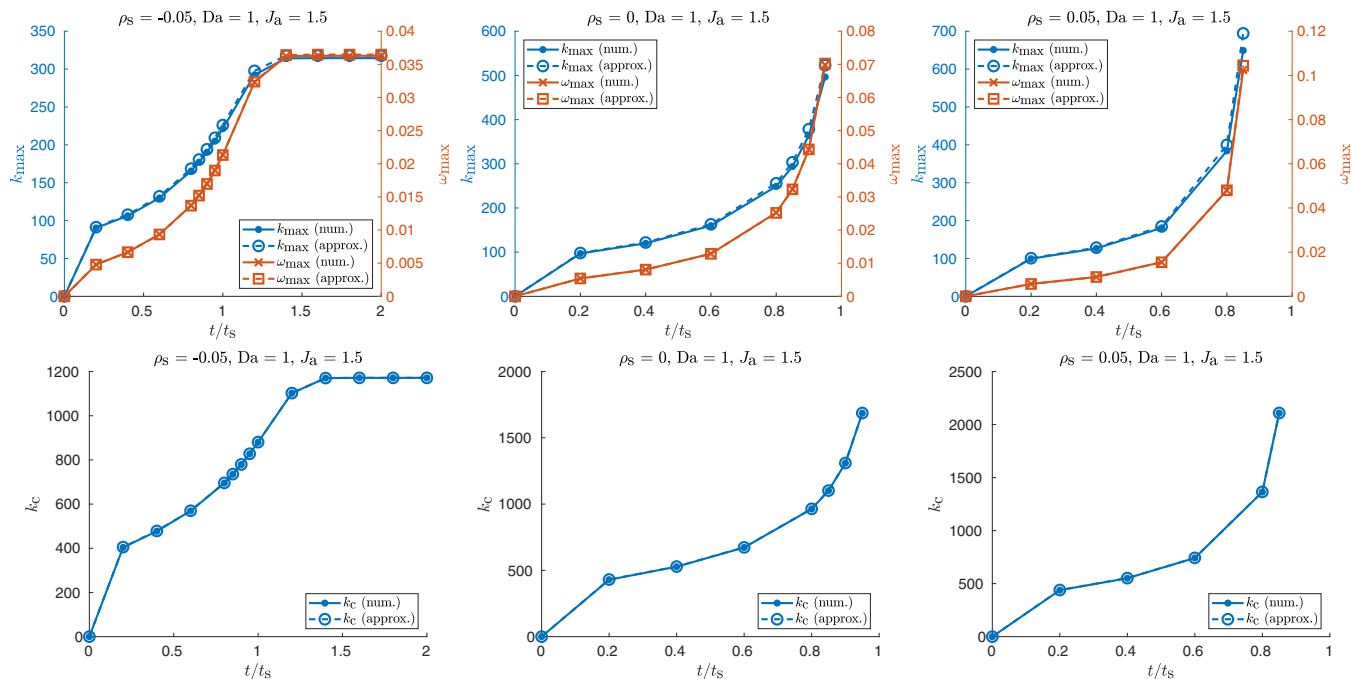 ρs = -0.05, Da = 1, Ja = 1.5
350
300
250
200
150
100
50
0
kmax
0.04
0.035
0.03
0.025
0.02
0.015
0.01
0.005
0
ωmax
0 0.5 1 1.5 2
t/ts
kmax (num.)
kmax (approx.)
ωmax (num.)
ωmax (approx.)
ρs = 0, Da = 1, Ja = 1.5
600
500
400
300
200
100
0
kmax
0.08
0.07
0.06
0.05
0.04
0.03
0.02
0.01
0
ωmax
0 0.2 0.4 0.6 0.8 1
t/ts
kmax (num.)
kmax (approx.)
ωmax (num.)
ωmax (approx.)
ρs = 0.05, Da = 1, Ja = 1.5
700
600
500
400
300
200
100
0
kmax
0.12
0.1
0.08
0.06
0.04
0.02
0
ωmax
0 0.2 0.4 0.6 0.8 1
t/ts
kmax (num.)
kmax (approx.)
ωmax (num.)
ωmax (approx.)
ρs = -0.05, Da = 1, Ja = 1.5
1200
1000
800
600
400
200
0
kc
0 0.5 1 1.5 2
t/ts
kc (num.)
kc (approx.)
ρs = 0, Da = 1, Ja = 1.5
2000
1500
1000
500
0
kc
0 0.2 0.4 0.6 0.8 1
t/ts
kc (num.)
kc (approx.)
ρs = 0.05, Da = 1, Ja = 1.5
2500
2000
1500
1000
500
0
kc
0 0.2 0.4 0.6 0.8 1
t/ts
kc (num.)
kc (approx.)